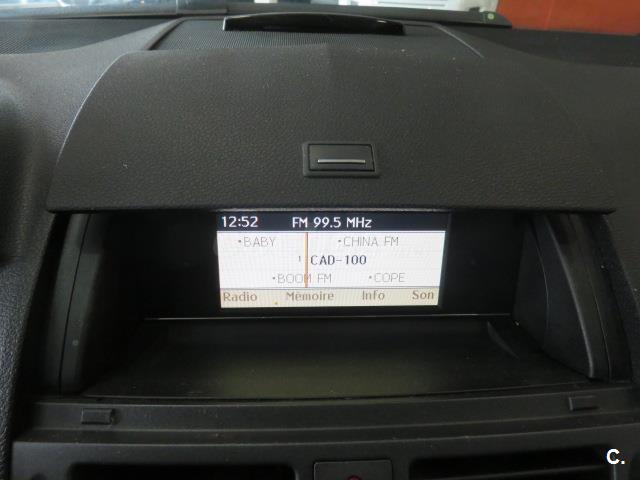 12:52 FM 99.5 MHz
•BABY •CHINA FM
1 CAD-100
•BOOM FM •COPE
Radio Mémoire Info Son
C.